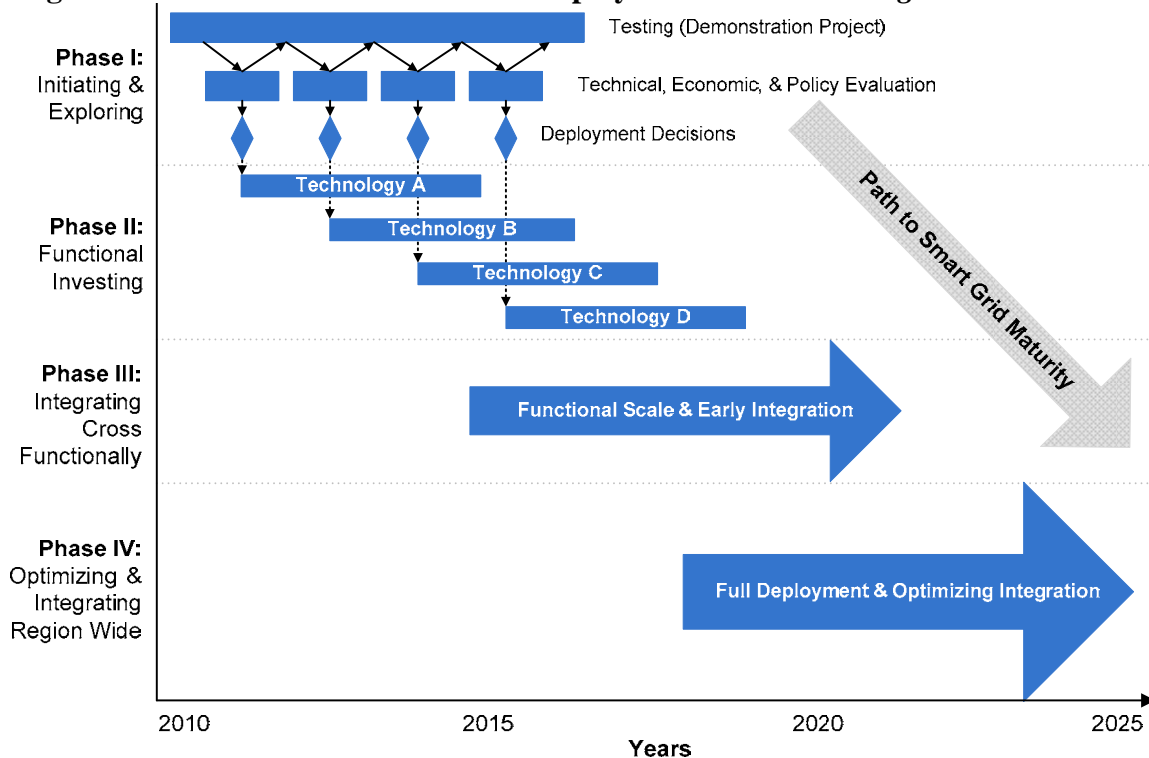 Testing (Demonstration Project)
Phase I:
Initiating &
Exploring
Technical, Economic, & Policy Evaluation
Deployment Decisions
Path to Smart Grid Maturity
Technology A
Phase II:
Functional
Investing
Technology B
Technology C
Technology D
Phase III:
Integrating
Cross
Functionally
Functional Scale & Early Integration
Phase IV:
Optimizing &
Integrating
Region Wide
Full Deployment & Optimizing Integration
2010 2015 2020 2025
Years